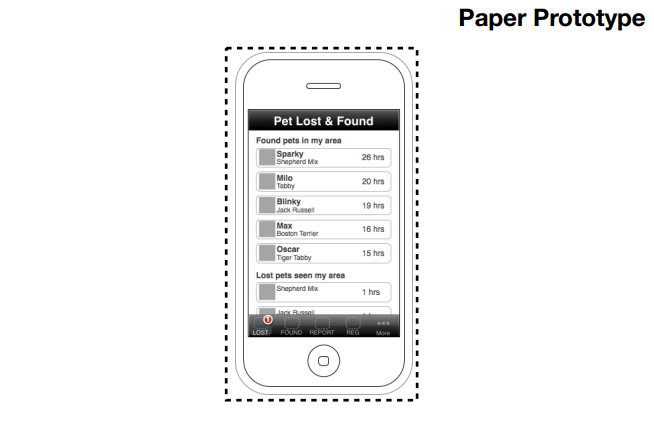 Paper Prototype
Pet Lost & Found
Found pets in my area
Sparky
Shepherd Mix
26 hrs
Milo
Tabby
20 hrs
Blinky
Jack Russell
19 hrs
Max
Boston Terrier
16 hrs
Oscar
Tiger Tabby
15 hrs
Lost pets seen my area
Shepherd Mix
1 hrs
Jack Russell
1
LOST
FOUND
REPORT
REG
More